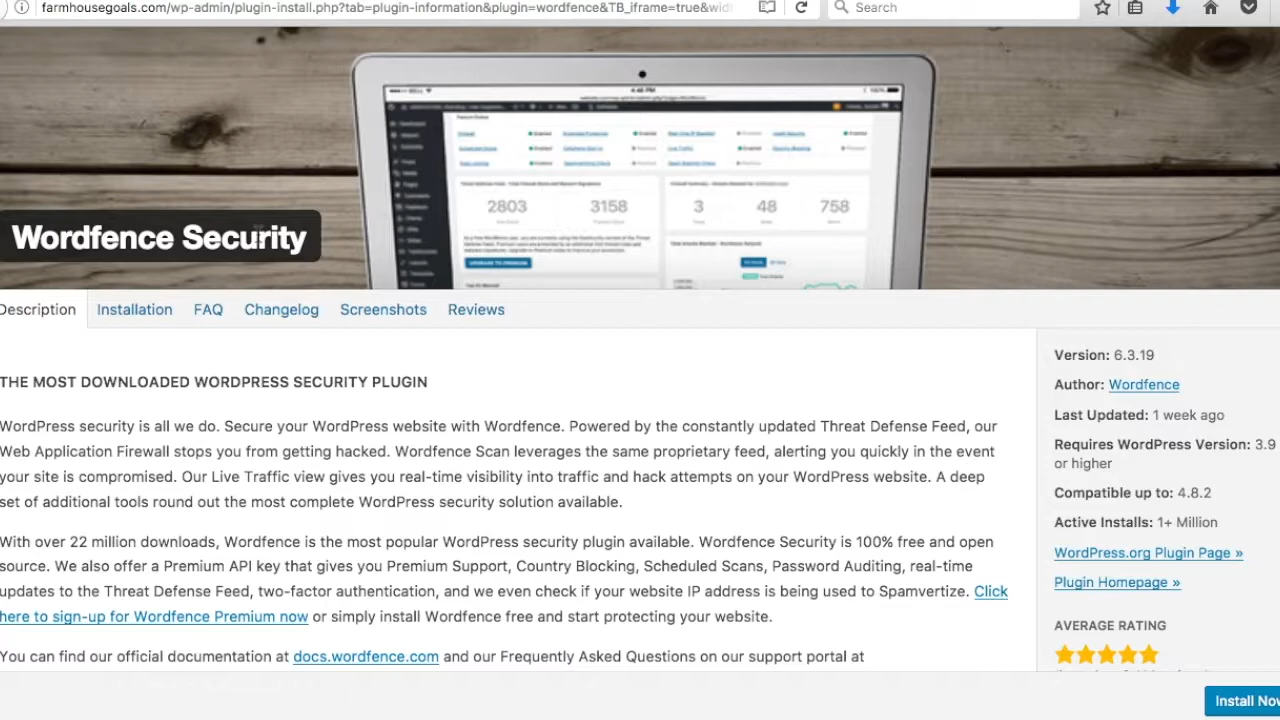 farmhousegoals.com/wp-admin/plugin-install.php?tab=plugin-information&plugin=wordfence&TB_iframe=true&wid
Search
2803 3158 3 48 758
Wordfence Security
UPGRADE TO PREMIUM
Description Installation FAQ Changelog Screenshots Reviews
THE MOST DOWNLOADED WORDPRESS SECURITY PLUGIN
WordPress security is all we do. Secure your WordPress website with Wordfence. Powered by the constantly updated Threat Defense Feed, our
Web Application Firewall stops you from getting hacked. Wordfence Scan leverages the same proprietary feed, alerting you quickly in the event
your site is compromised. Our Live Traffic view gives you real-time visibility into traffic and hack attempts on your WordPress website. A deep
set of additional tools round out the most complete WordPress security solution available.
With over 22 million downloads, Wordfence is the most popular WordPress security plugin available. Wordfence Security is 100% free and open
source. We also offer a Premium API key that gives you Premium Support, Country Blocking, Scheduled Scans, Password Auditing, real-time
updates to the Threat Defense Feed, two-factor authentication, and we even check if your website IP address is being used to Spamvertize. Click
here to sign-up for Wordfence Premium now or simply install Wordfence free and start protecting your website.
You can find our official documentation at docs.wordfence.com and our Frequently Asked Questions on our support portal at
Version: 6.3.19
Author: Wordfence
Last Updated: 1 week ago
Requires WordPress Version: 3.9
or higher
Compatible up to: 4.8.2
Active Installs: 1+ Million
WordPress.org Plugin Page »
Plugin Homepage »
AVERAGE RATING
Install Now